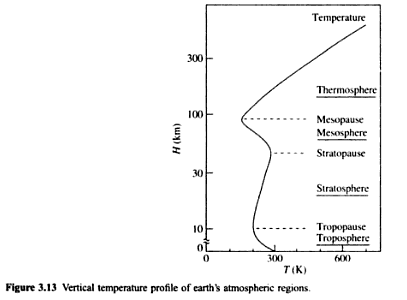 Temperature
300
Thermosphere
100
Mesopause
Mesosphere
H (km)
Stratopause
30
Stratosphere
10
Tropopause
Troposphere
0
0
300
600
T (K)
Figure 3.13 Vertical temperature profile of earth's atmospheric regions.